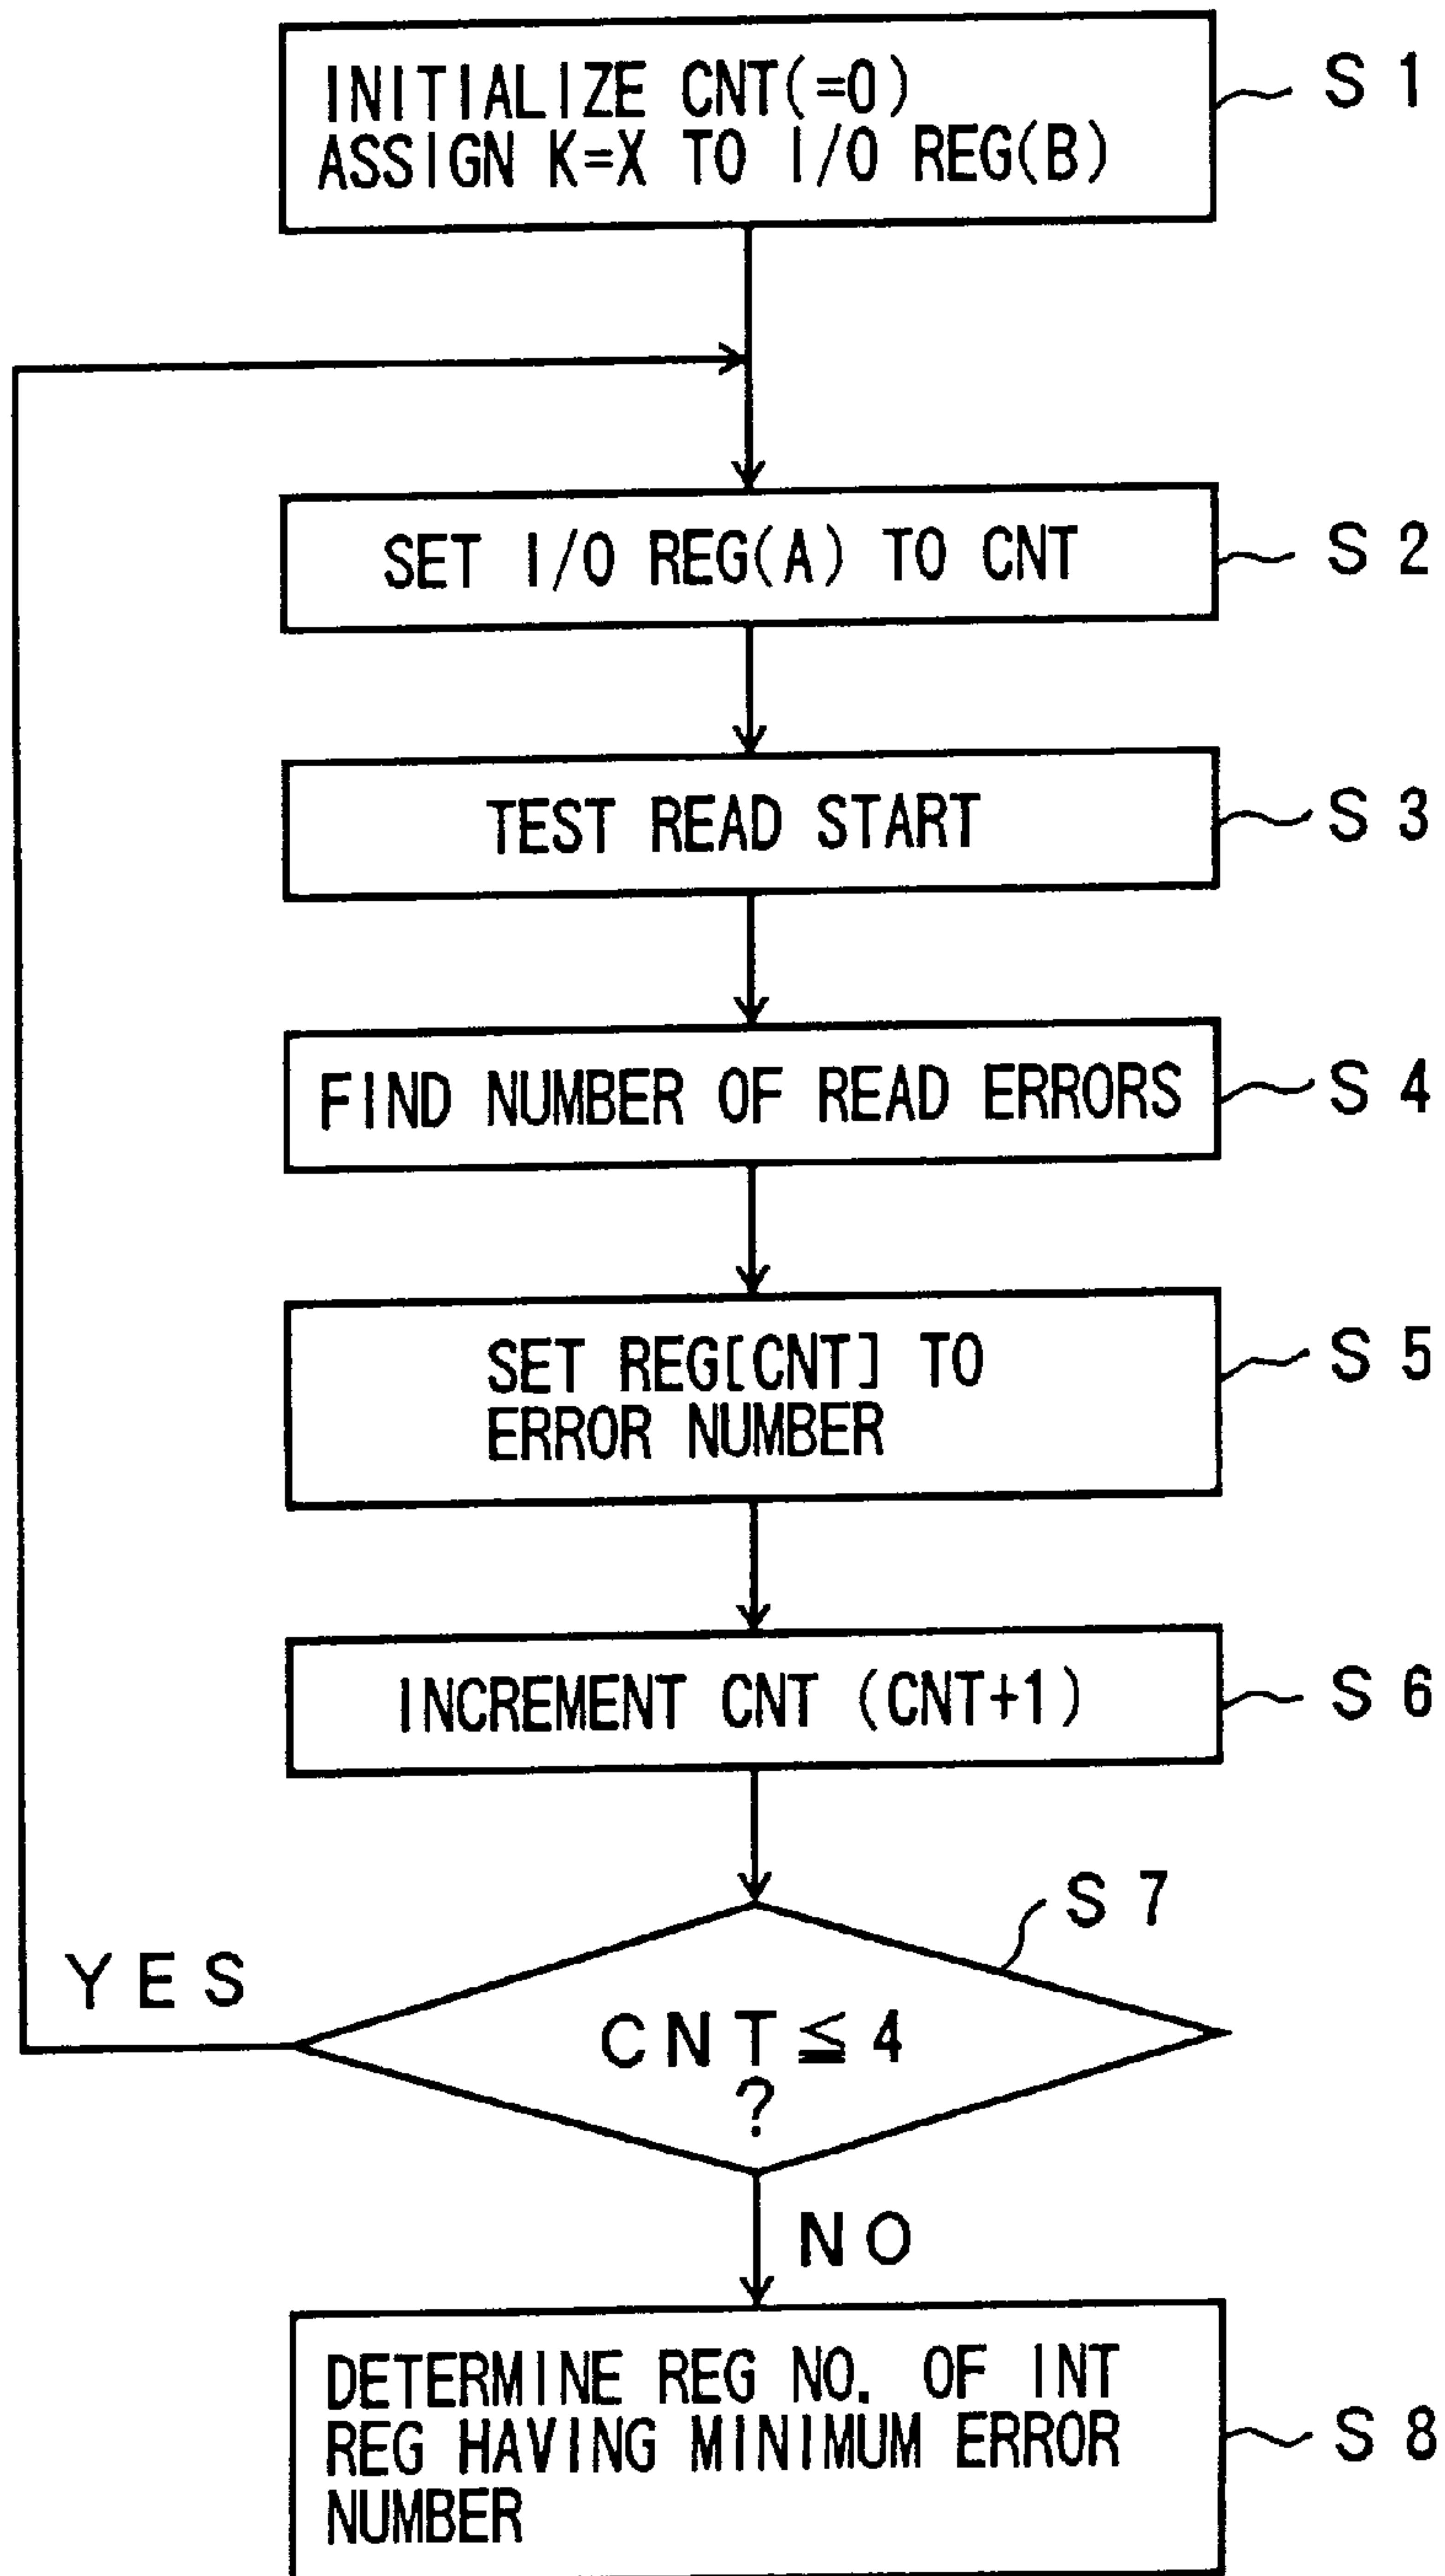 INITIALIZE CNT(=0)
ASSIGN K=X TO I/O REG(B)
S 1
SET I/O REG(A) TO CNT
S 2
TEST READ START
S 3
FIND NUMBER OF READ ERRORS
S 4
SET REG[CNT] TO
ERROR NUMBER
S 5
INCREMENT CNT (CNT+1)
S 6
S 7
YES
CNT≦4
?
NO
DETERMINE REG NO. OF INT
REG HAVING MINIMUM ERROR
NUMBER
S 8